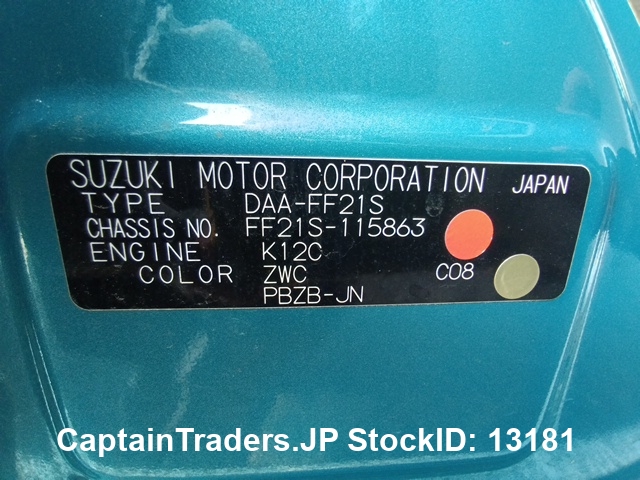 SUZUKI MOTOR CORPORATION JAPAN
TYPE DAA-FF21S
CHASSIS NO. FF21S-115863
ENGINE K12C
COLOR ZWC C08
PBZB-JN
CaptainTraders.JP StockID: 13181